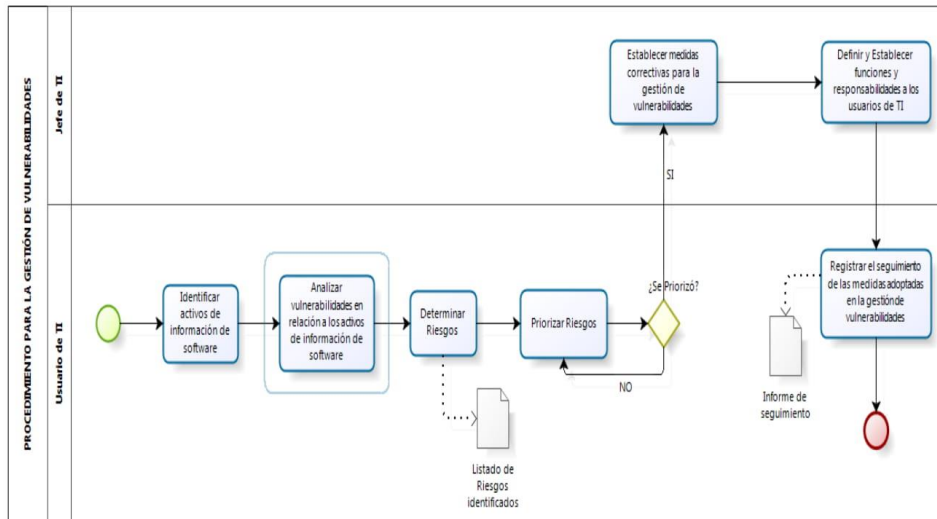 PROCEDIMIENTO PARA LA GESTIÓN DE VULNERABILIDADES
Jefe de TI
Establecer medidas
correctivas para la
gestión de
vulnerabilidades
Definir y Establecer
funciones y
responsabilidades a los
usuarios de TI
SI
Usuario de TI
Identificar
activos de
información de
software
Analizar
vulnerabilidades en
relación a los activos
de información de
software
Determinar
Riesgos
Priorizar Riesgos
¿Se Priorizó?
NO
Registrar el seguimiento
de las medidas adoptadas
en la gestión de
vulnerabilidades
Listado de
Riesgos
identificados
Informe de
seguimiento